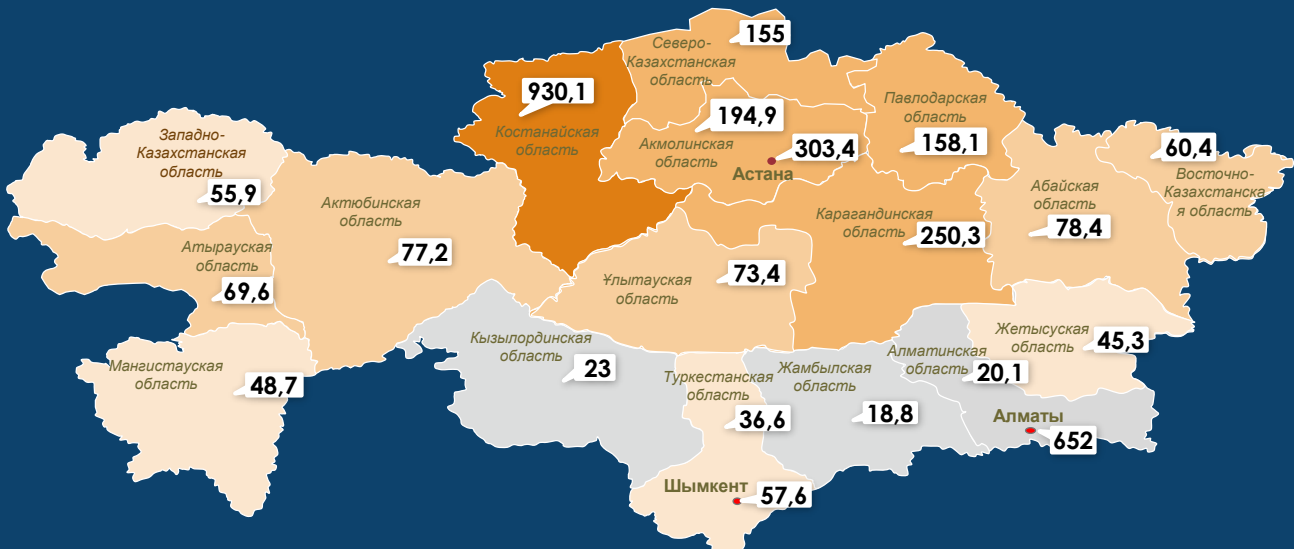 155
Северо-
Казахстанская
область
930,1
Костанайская
область
194,9
Акмолинская
область
303,4
Астана
Павлодарская
область
158,1
60,4
Восточно-
Казахстанска
я область
Западно-
Казахстанская
область
55,9
Актюбинская
область
77,2
Атырауская
область
69,6
Карагандинская
область
250,3
Абайская
область
78,4
Ұлытауская
область
73,4
Мангистауская
область
48,7
Кызылординская
область
23
Туркестанская
область
36,6
Жамбылская
область
18,8
Алматинская
область
20,1
Жетысуская
область
45,3
Алматы
652
Шымкент
57,6